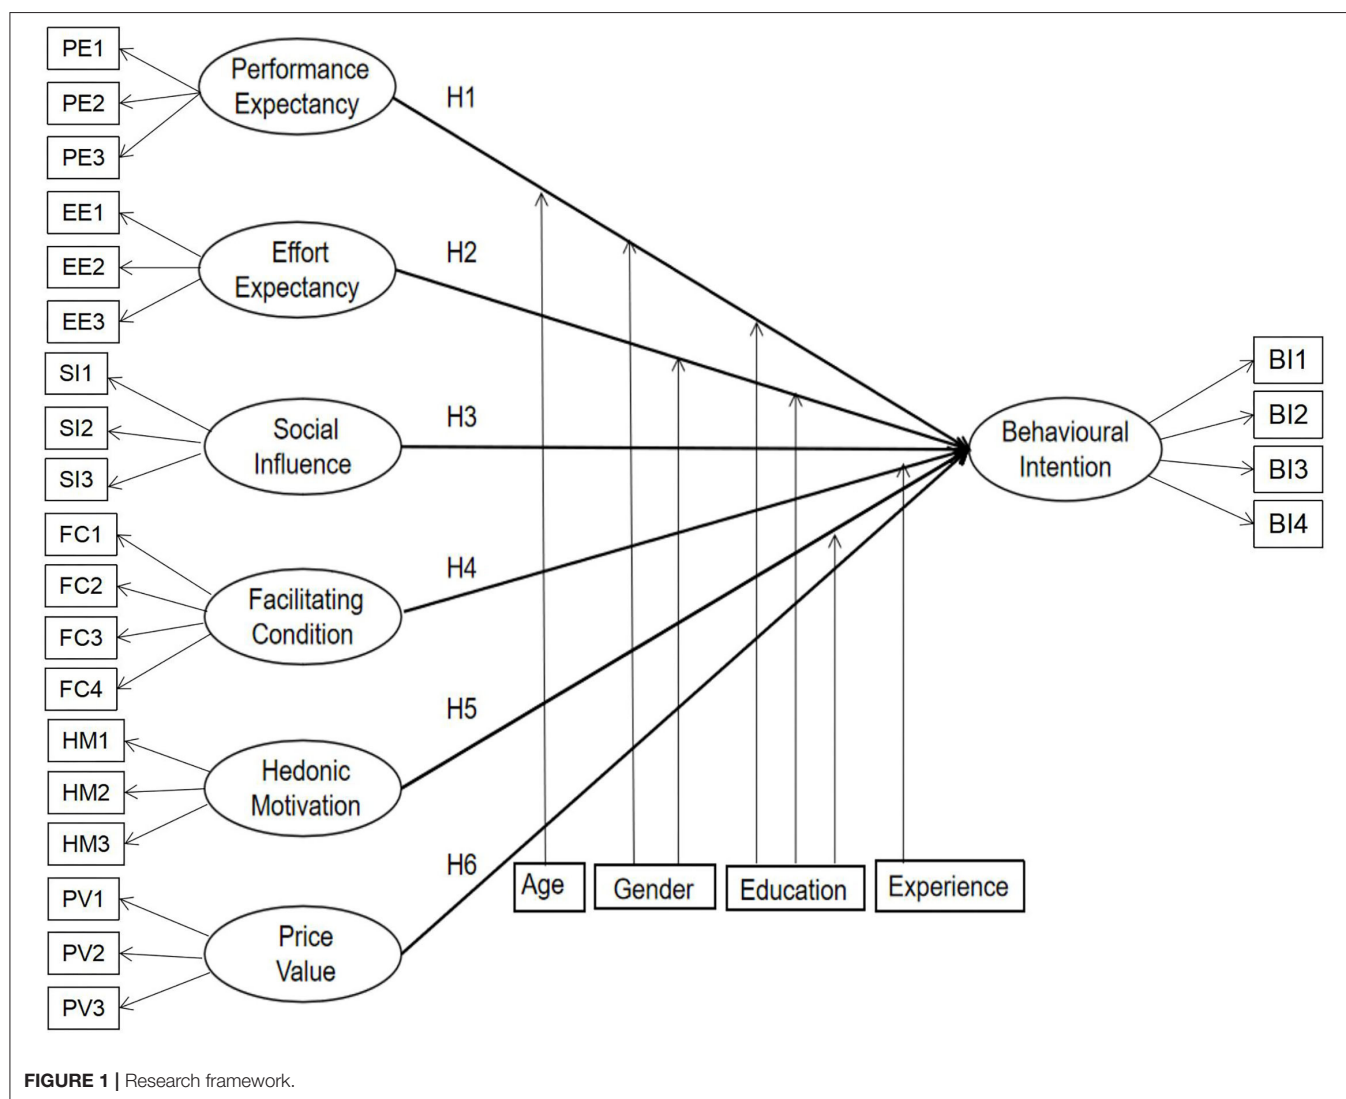 PE1
PE2
PE3
Performance
Expectancy
H1
EE1
EE2
EE3
Effort
Expectancy
H2
SI1
SI2
SI3
Social
Influence
H3
FC1
FC2
FC3
FC4
Facilitating
Condition
H4
HM1
HM2
HM3
Hedonic
Motivation
H5
PV1
PV2
PV3
Price
Value
H6
Age
Gender
Education
Experience
Behavioural
Intention
BI1
BI2
BI3
BI4
FIGURE 1 | Research framework.